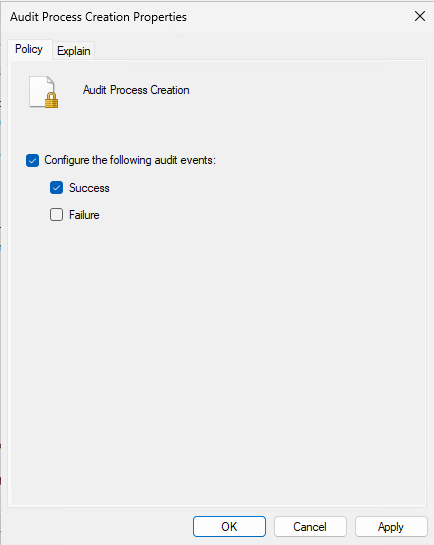 Audit Process Creation Properties
Policy
Explain
Audit Process Creation
Configure the following audit events:
Success
Failure
OK
Cancel
Apply